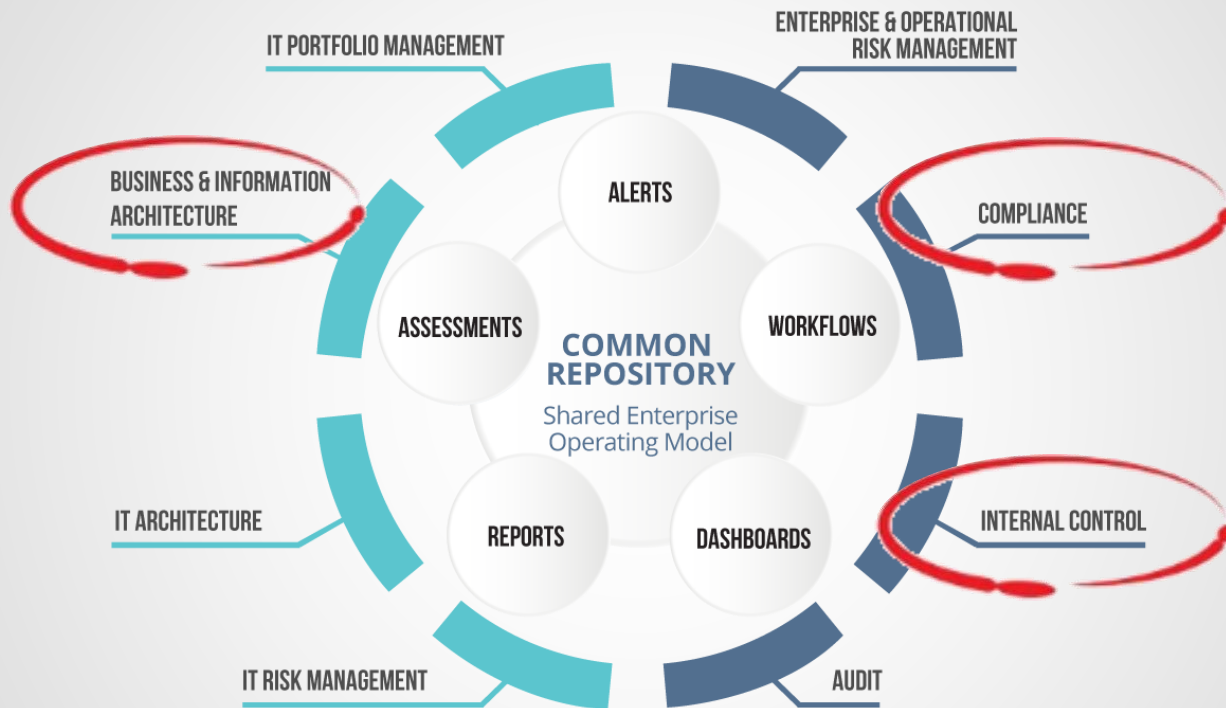 IT PORTFOLIO MANAGEMENT
ENTERPRISE & OPERATIONAL
RISK MANAGEMENT
BUSINESS & INFORMATION
ARCHITECTURE
ALERTS
COMPLIANCE
ASSESSMENTS
WORKFLOWS
COMMON
REPOSITORY
Shared Enterprise
Operating Model
IT ARCHITECTURE
REPORTS
DASHBOARDS
INTERNAL CONTROL
IT RISK MANAGEMENT
AUDIT